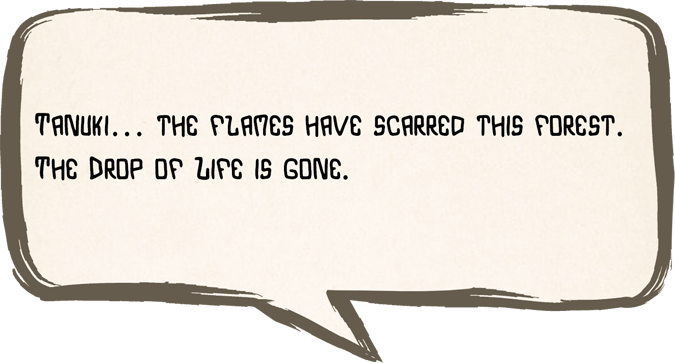 Tanuki... the flames have scarred this forest.
The Drop of Life is gone.